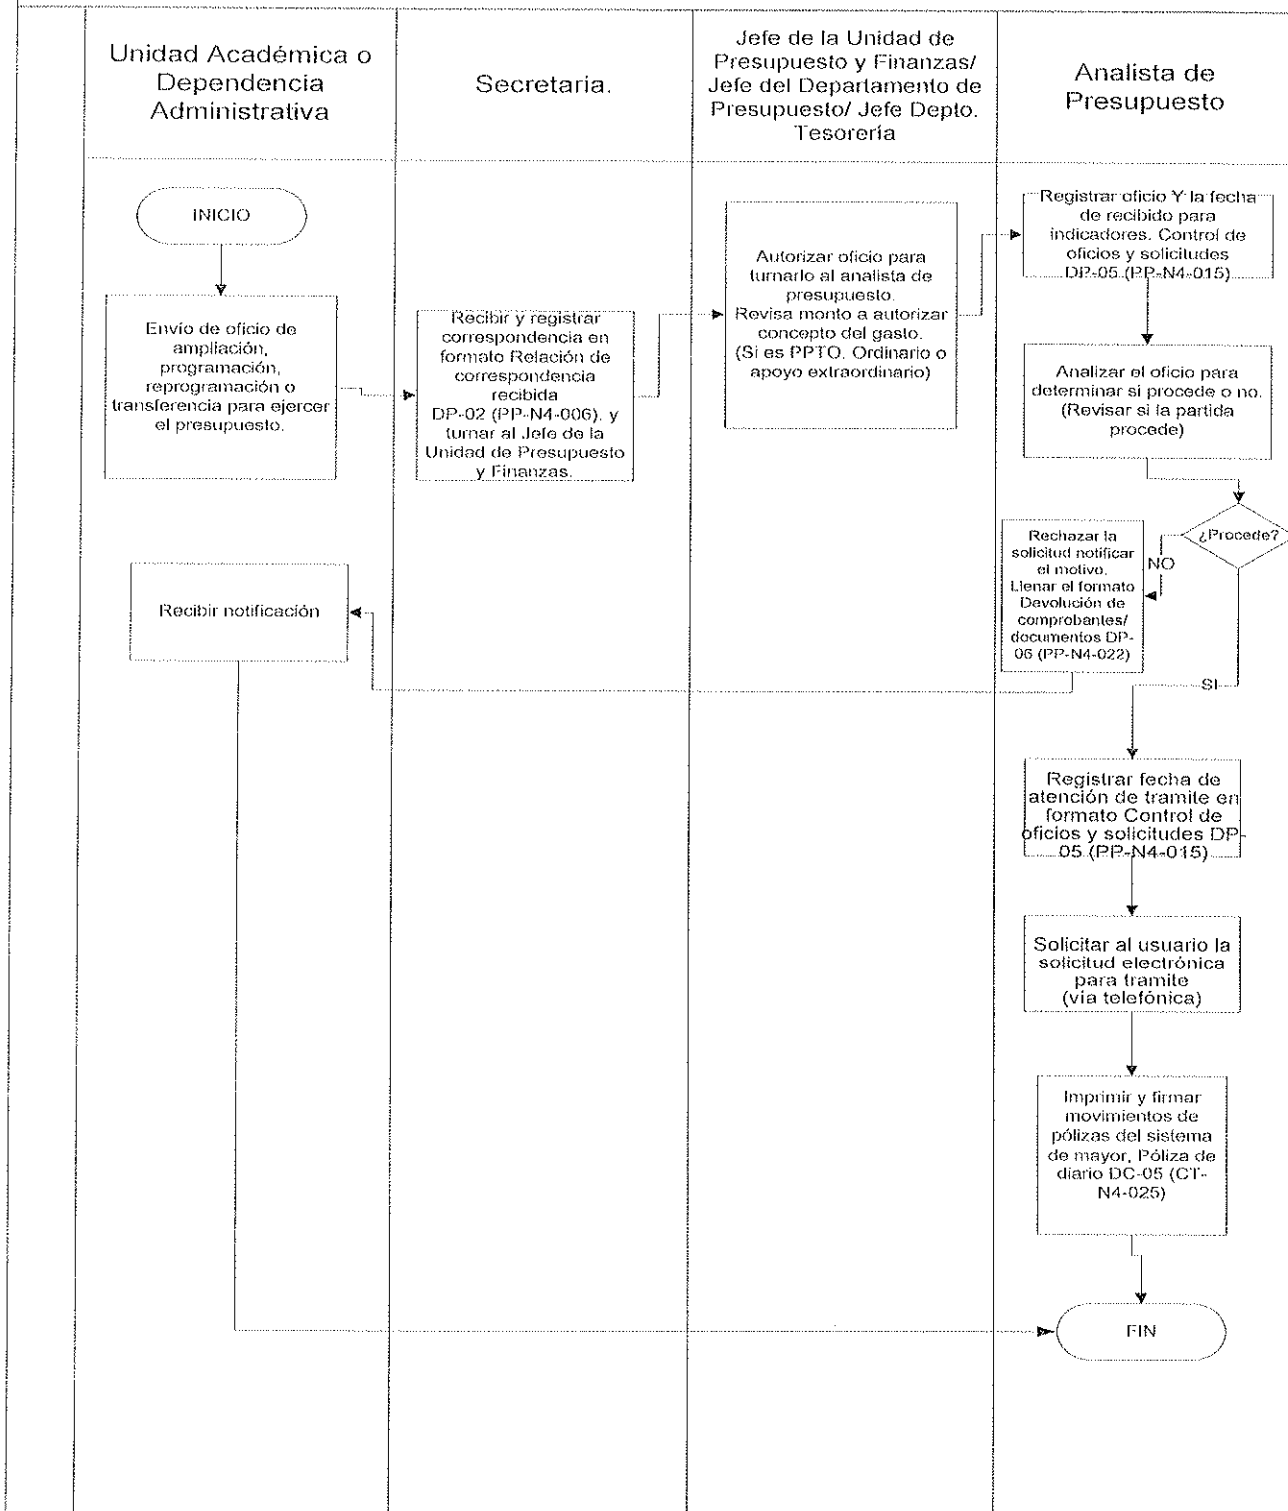 Unidad Académica o
Dependencia
Administrativa
Secretaria.
Jefe de la Unidad de
Presupuesto y Finanzas/
Jefe del Departamento de
Presupuesto/ Jefe Depto.
Tesorería
Analista de
Presupuesto
INICIO
Envío de oficio de
ampliación,
programación,
reprogramación o
transferencia para ejercer
el presupuesto.
Recibir y registrar
correspondencia en
formato Relación de
correspondencia
recibida
DP-02 (PP-N4-006). y
turnar al Jefe de la
Unidad de Presupuesto
y Finanzas.
Autorizar oficio para
turnarlo al analista de
presupuesto.
Revisa monto a autorizar
concepto del gasto.
(Si es PPTO. Ordinario o
apoyo extraordinario)
Registrar oficio Y la fecha
de recibido para
indicadores. Control de
oficios y solicitudes
DP-05 (PP-N4-015)
Analizar el oficio para
determinar si procede o no.
(Revisar si la partida
procede)
¿Procede?
NO
Rechazar la
solicitud notificar
el motivo.
Llenar el formato
Devolución de
comprobantes/
documentos DP-
06 (PP-N4-022)
Recibir notificación
SI
Registrar fecha de
atención de tramite en
formato Control de
oficios y solicitudes DP-
05 (PP-N4-015)
Solicitar al usuario la
solicitud electrónica
para tramite
(vía telefónica)
Imprimir y firmar
movimientos de
pólizas del sistema
de mayor, Póliza de
diario DC-05 (CT-
N4-025)
FIN